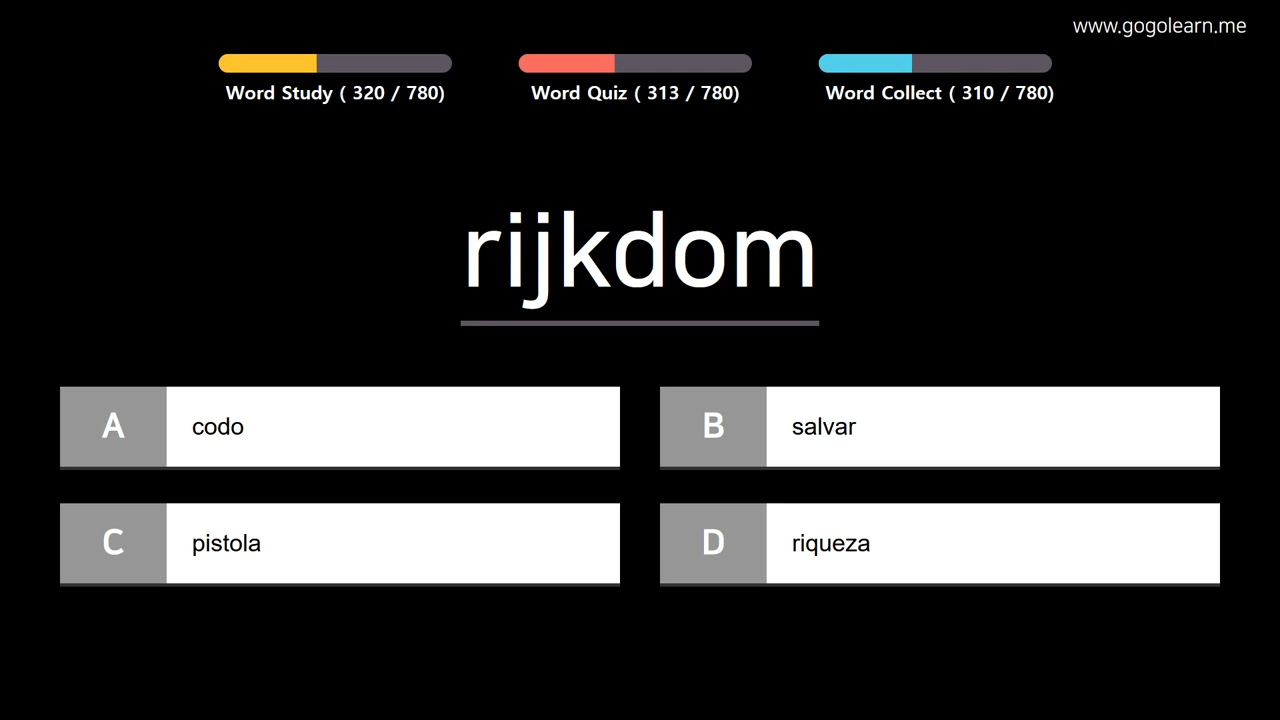 www.gogolearn.me
Word Study ( 320 / 780)
Word Quiz ( 313 / 780)
Word Collect ( 310 / 780)
rijkdom
A codo
B salvar
C pistola
D riqueza